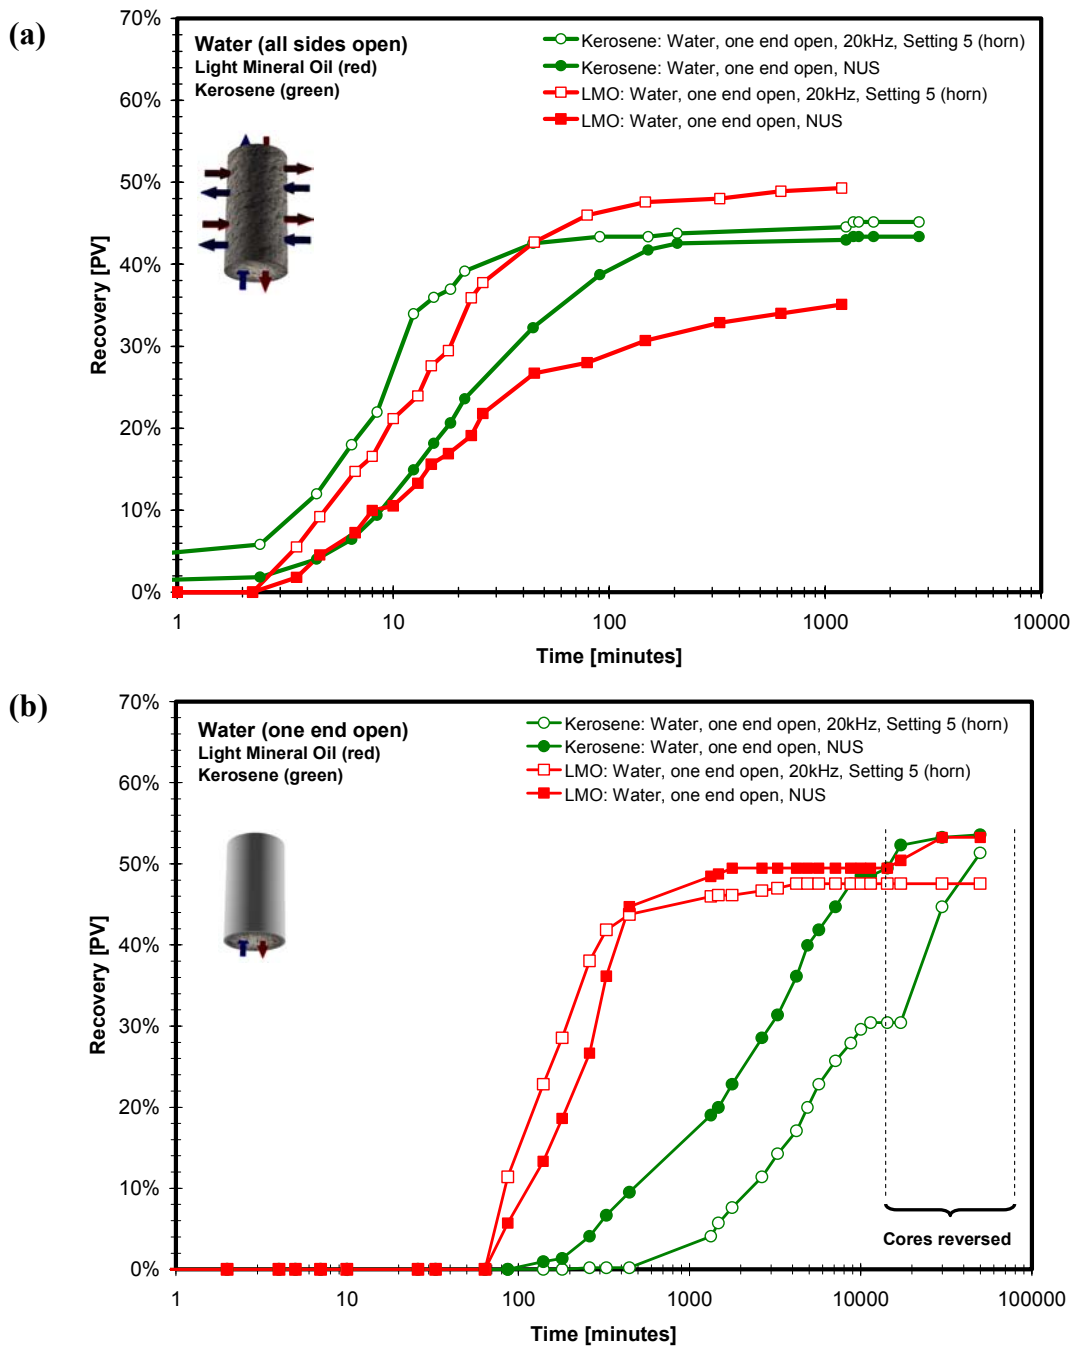 (a)
70%
60%
50%
40%
30%
20%
10%
0%
Recovery [PV]
Water (all sides open)
Light Mineral Oil (red)
Kerosene (green)
Kerosene: Water, one end open, 20kHz, Setting 5 (horn)
Kerosene: Water, one end open, NUS
LMO: Water, one end open, 20kHz, Setting 5 (horn)
LMO: Water, one end open, NUS
1 10 100 1000 10000
Time [minutes]
(b)
70%
60%
50%
40%
30%
20%
10%
0%
Recovery [PV]
Water (one end open)
Light Mineral Oil (red)
Kerosene (green)
Kerosene: Water, one end open, 20kHz, Setting 5 (horn)
Kerosene: Water, one end open, NUS
LMO: Water, one end open, 20kHz, Setting 5 (horn)
LMO: Water, one end open, NUS
Cores reversed
1 10 100 1000 10000 100000
Time [minutes]